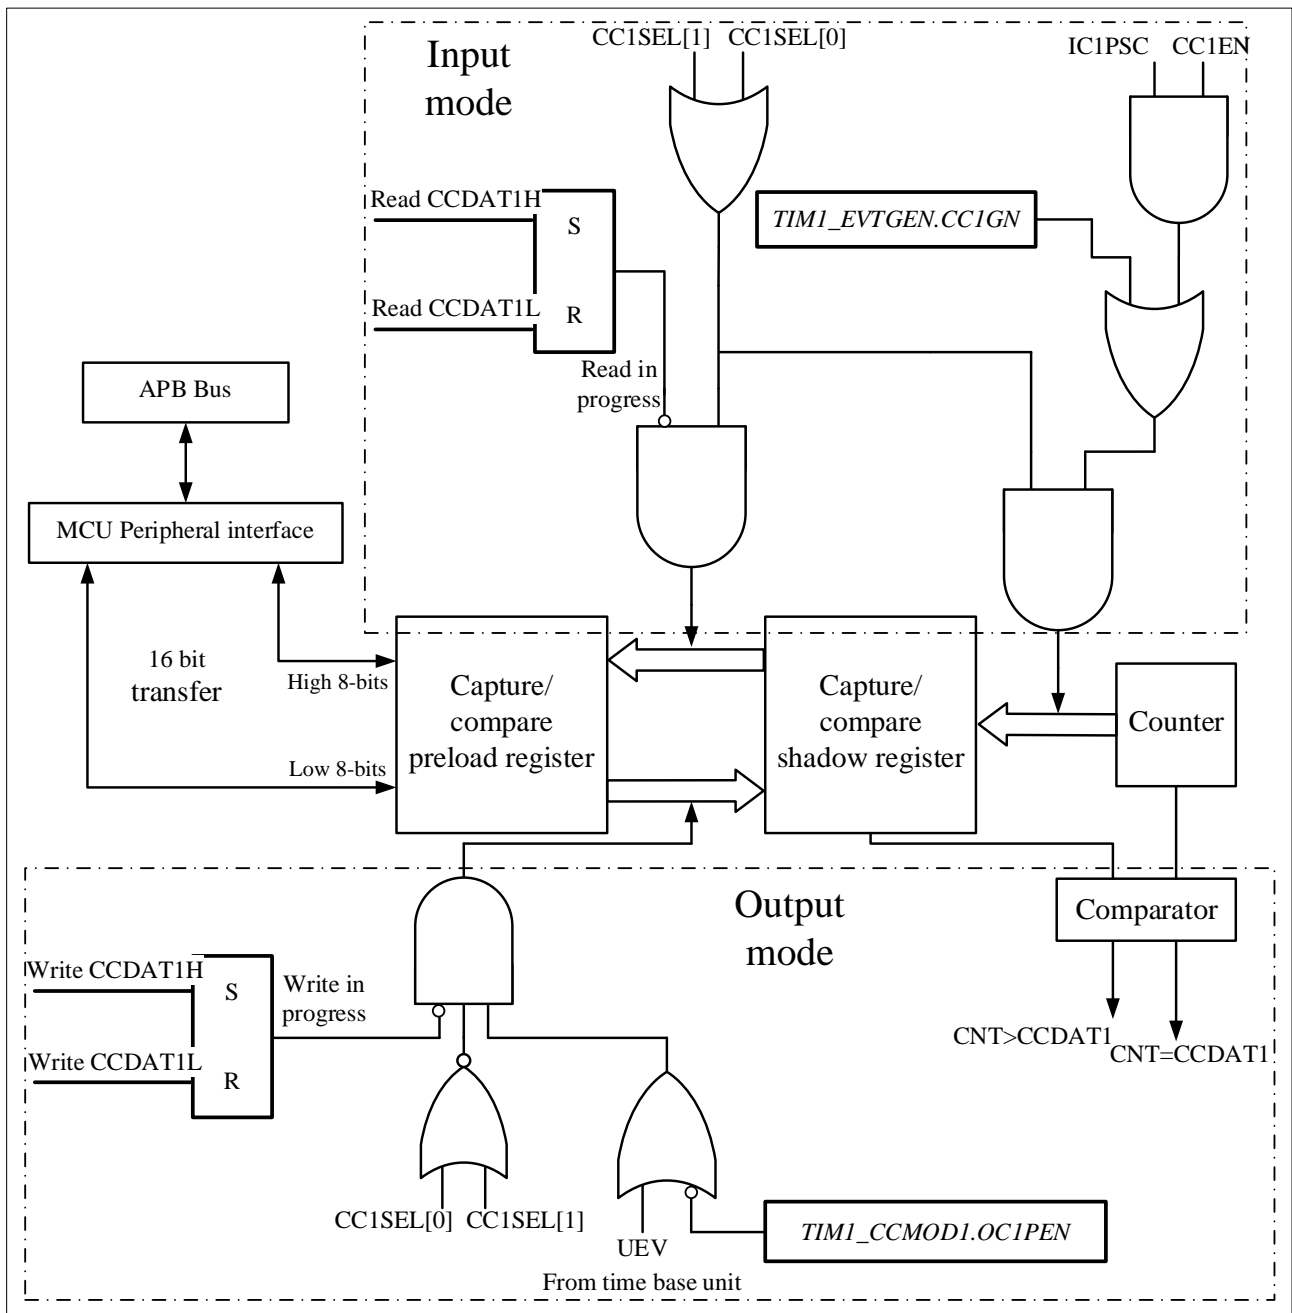 Input
mode
CC1SEL[1]
CC1SEL[0]
IC1PSC
CC1EN
Read CCDAT1H
S
TIM1_EVTGEN.CC1GN
Read CCDAT1L
R
Read in
progress
APB Bus
MCU Peripheral interface
16 bit
transfer
High 8-bits
Low 8-bits
Capture/
compare
preload register
Capture/
compare
shadow register
Counter
Output
mode
Comparator
Write CCDAT1H
S
Write in
progress
Write CCDAT1L
R
CNT>CCDAT1
CNT=CCDAT1
CC1SEL[0]
CC1SEL[1]
UEV
TIM1_CCMOD1.OC1PEN
From time base unit